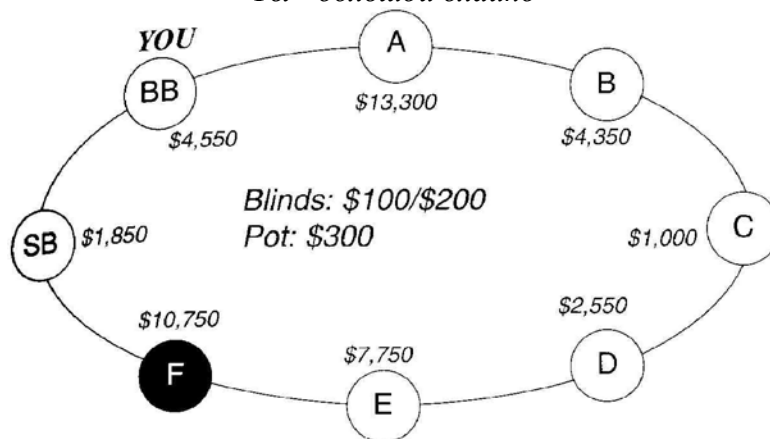 YOU
A
BB
B
$13,300
$4,550
$4,350
Blinds: $100/$200
Pot: $300
SB
$1,850
C
$1,000
$10,750
$2,550
$7,750
F
D
E